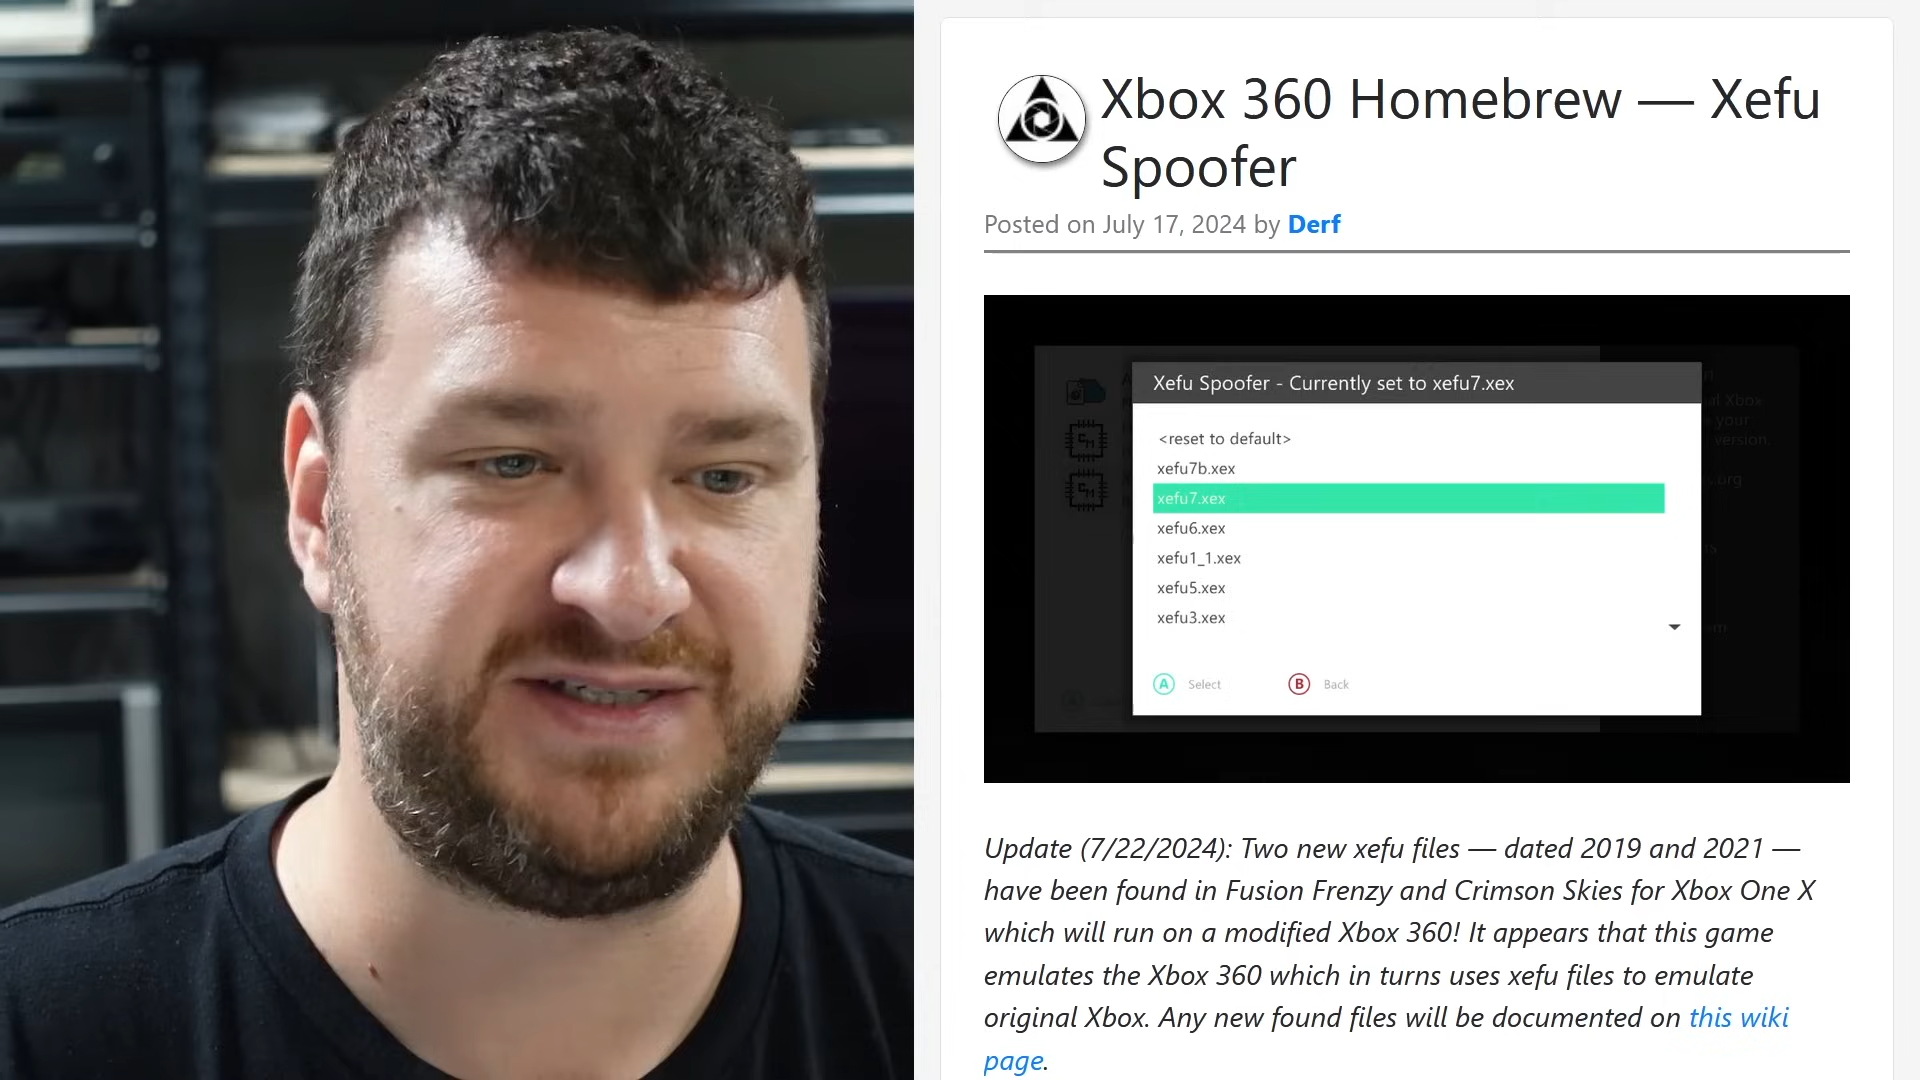 Xbox 360 Homebrew — Xefu
Spoofer
Posted on July 17, 2024 by Derf
Xefu Spoofer - Currently set to xefu7.xex
<reset to default>
xefu7b.xex
xefu7.xex
xefu6.xex
xefu1_1.xex
xefu5.xex
xefu3.xex
A Select B Back
al Xbox
your
version.
Update (7/22/2024): Two new xefu files — dated 2019 and 2021 —
have been found in Fusion Frenzy and Crimson Skies for Xbox One X
which will run on a modified Xbox 360! It appears that this game
emulates the Xbox 360 which in turns uses xefu files to emulate
original Xbox. Any new found files will be documented on this wiki
page.